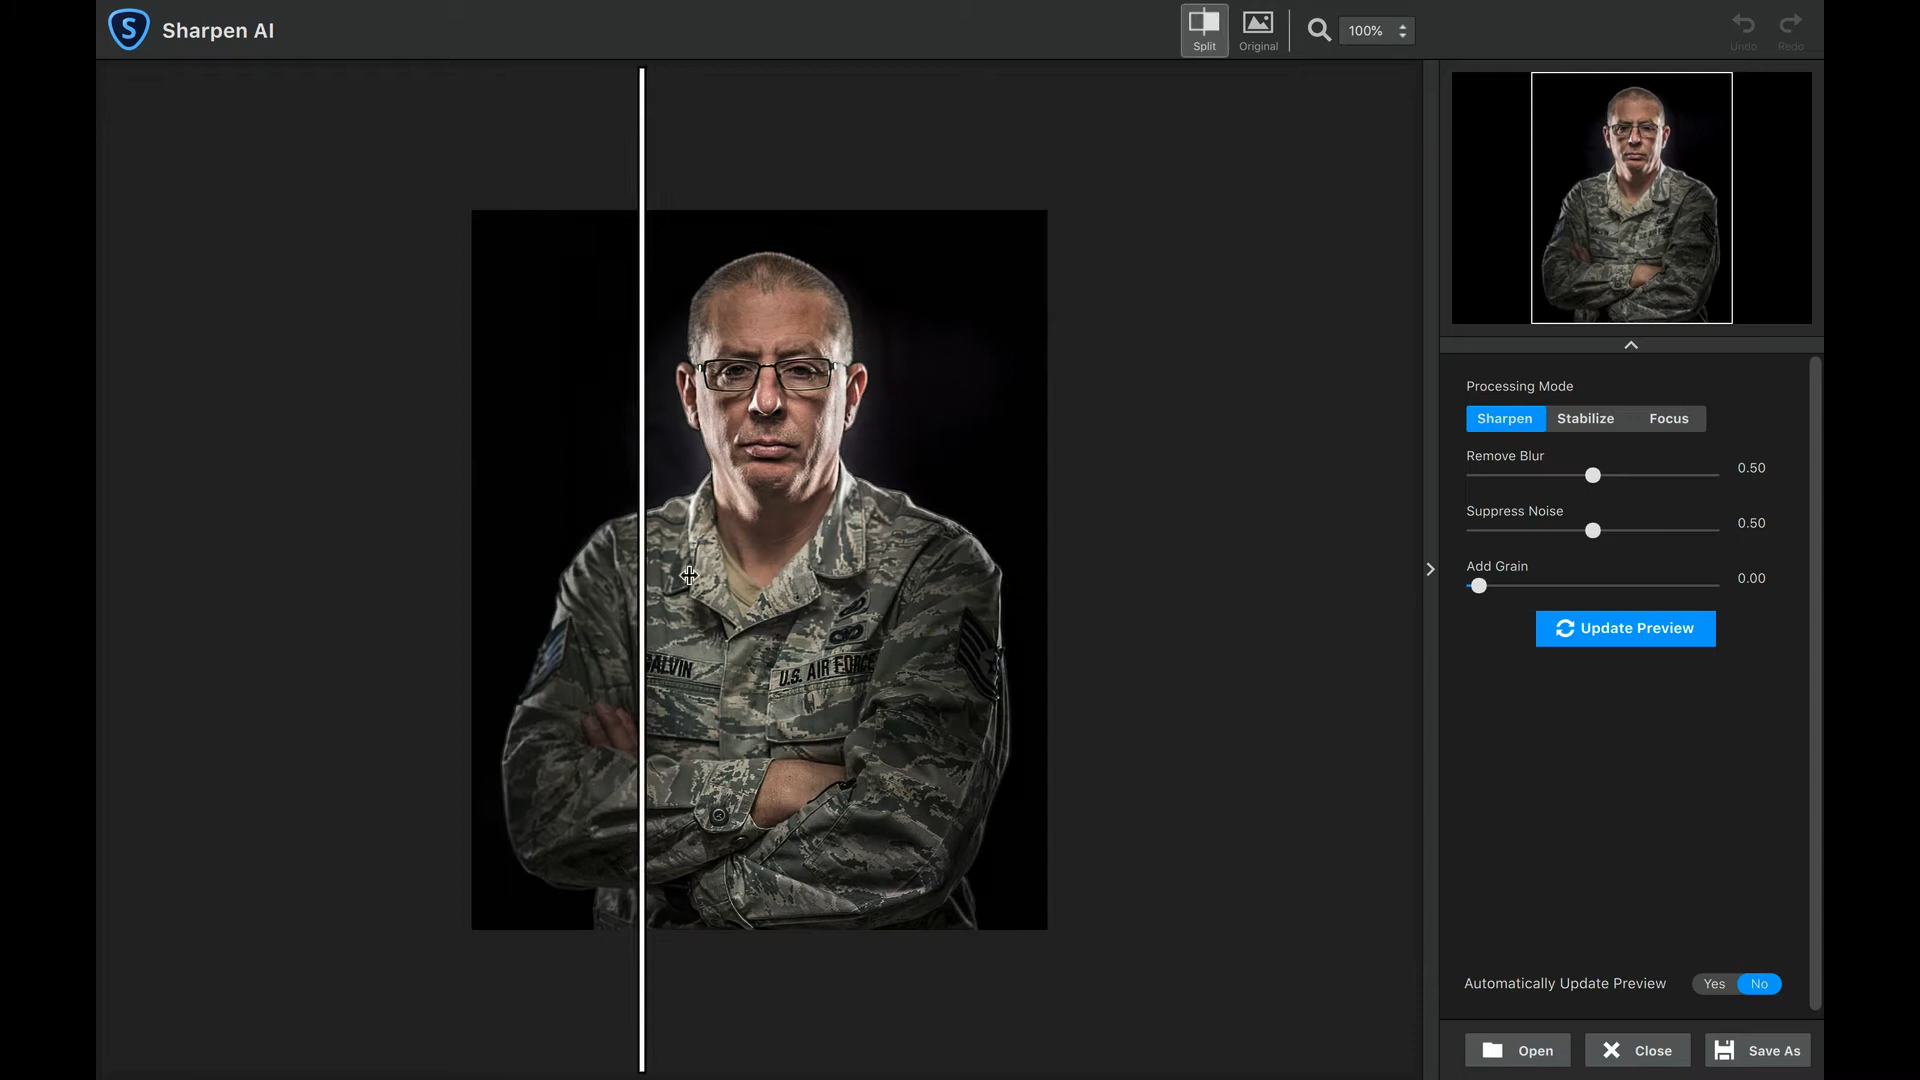 S Sharpen AI
Split
Original
100%
Undo
Redo
Processing Mode
Sharpen Stabilize Focus
Remove Blur
0.50
Suppress Noise
0.50
Add Grain
0.00
Update Preview
U.S. AIR FORCE
Automatically Update Preview Yes No
Open Close Save As